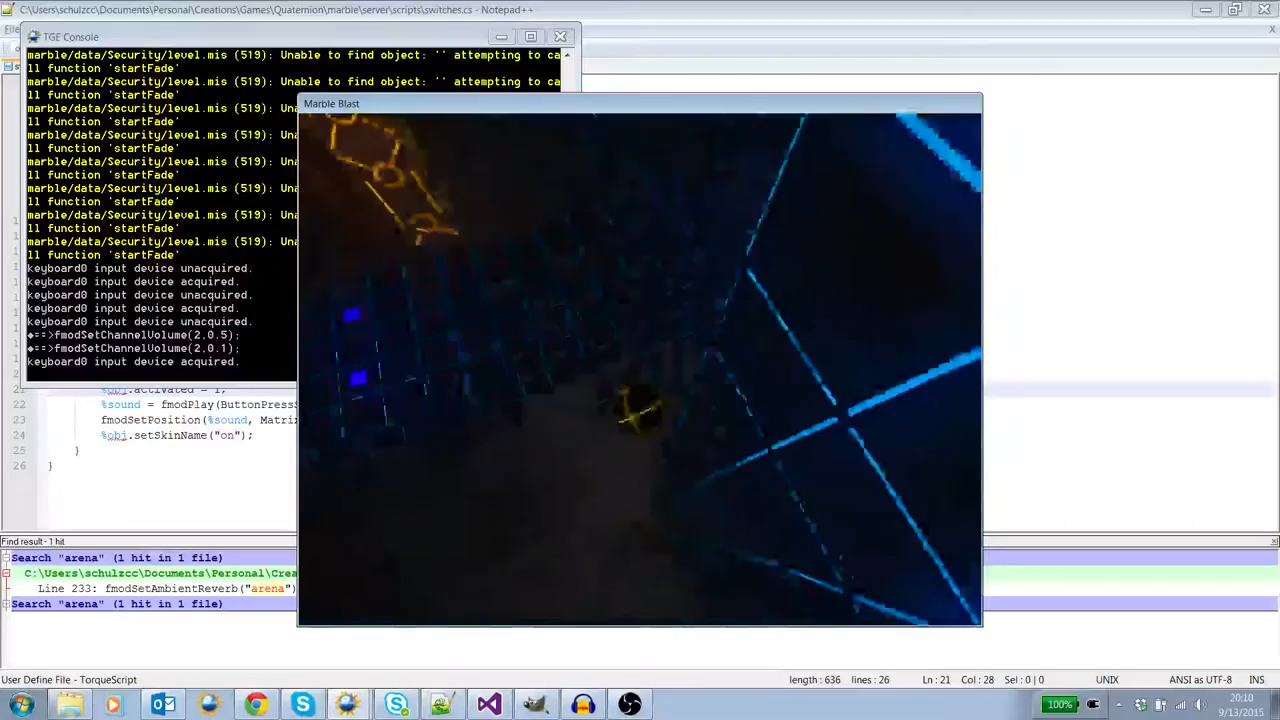 C:\Users\schulzcc\Documents\Personal\Creations\Games\Quaternion\marble\server\scripts\switches.cs - Notepad++
TGE Console
marble/data/Security/level.mis (519): Unable to find object: '' attempting to ca
ll function 'startFade'
marble/data/Security/level.mis (519): Unable to find object: '' attempting to ca
ll function 'startFade'
marble/data/Security/level.mis (519): Una
ll function 'startFade'
marble/data/Security/level.mis (519): Una
ll function 'startFade'
marble/data/Security/level.mis (519): Una
ll function 'startFade'
marble/data/Security/level.mis (519): Una
ll function 'startFade'
marble/data/Security/level.mis (519): Una
ll function 'startFade'
marble/data/Security/level.mis (519): Una
ll function 'startFade'
keyboard0 input device unacquired.
keyboard0 input device acquired.
keyboard0 input device unacquired.
keyboard0 input device acquired.
keyboard0 input device unacquired.
==>fmodSetChannelVolume(2,0.5);
==>fmodSetChannelVolume(2,0.1);
keyboard0 input device acquired.
Marble Blast
21 %obj.activated = 1;
22 %sound = fmodPlay(ButtonPressS
23 fmodSetPosition(%sound, Matri
24 %obj.setSkinName("on");
25 }
26 }
Find result - 1 hit
Search "arena" (1 hit in 1 file)
C:\Users\schulzcc\Documents\Personal\Crea
Line 233: fmodSetAmbientReverb("arena")
Search "arena" (1 hit in 1 file)
User Define File - TorqueScript
length : 636 lines : 26
Ln : 21 Col : 28 Sel : 0 | 0
UNIX
ANSI as UTF-8
INS
100%
20:10
9/13/2015